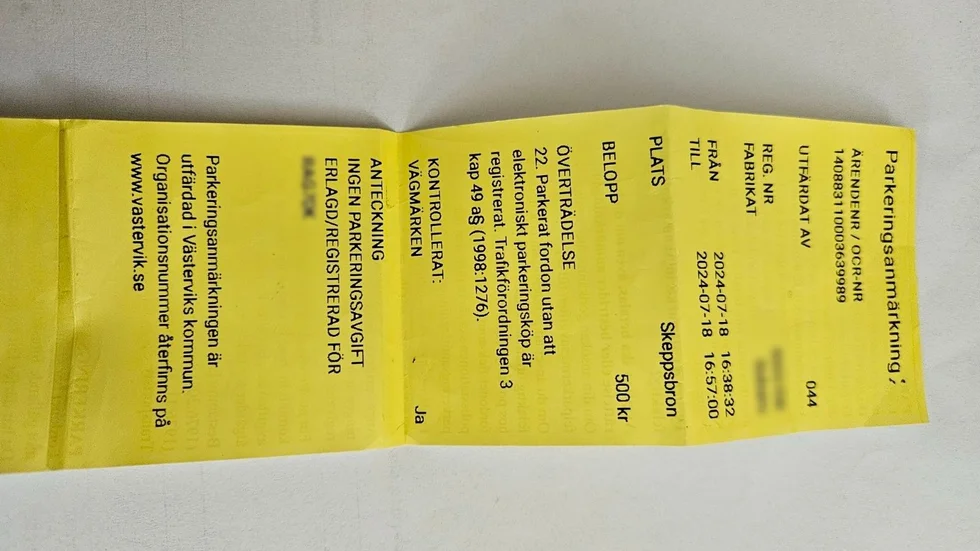 Parkeringsanmärkning
ÄRENDENR / OCR-NR
140883110003639989
UTFÄRDAT AV 044
REG. NR
FABRIKAT
FRÅN 2024-07-18 16:38:32
TILL 2024-07-18 16:57:00
PLATS Skeppsbron
BELOPP 500 kr
ÖVERTRÄDELSE
22. Parkerat fordon utan att
elektroniskt parkeringsköp är
registrerat. Trafikförordningen 3
kap 49 a§ (1998:1276).
KONTROLLERAT:
VÄGMÄRKEN Ja
ANTECKNING
INGEN PARKERINGSAVGIFT
ERLAGD/REGISTRERAD FÖR
Parkeringsanmärkningen är
utfärdad i Västerviks kommun.
Organisationsnummer återfinns på
www.vastervik.se